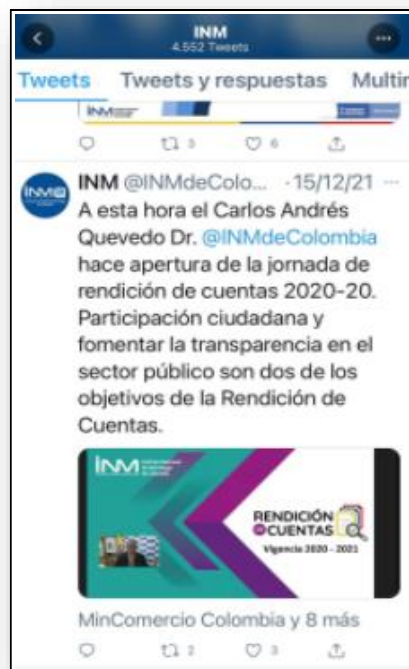 INM
4.552 Tweets
Tweets Tweets y respuestas Multim
INM
3 6
INM @INMdeColo... · 15/12/21 ···
INM
A esta hora el Carlos Andrés
Quevedo Dr. @INMdeColombia
hace apertura de la jornada de
rendición de cuentas 2020-20.
Participación ciudadana y
fomentar la transparencia en el
sector público son dos de los
objetivos de la Rendición de
Cuentas.
INM
RENDICIÓN
DE CUENTAS
Vigencia 2020 - 2021
MinComercio Colombia y 8 más
2 3